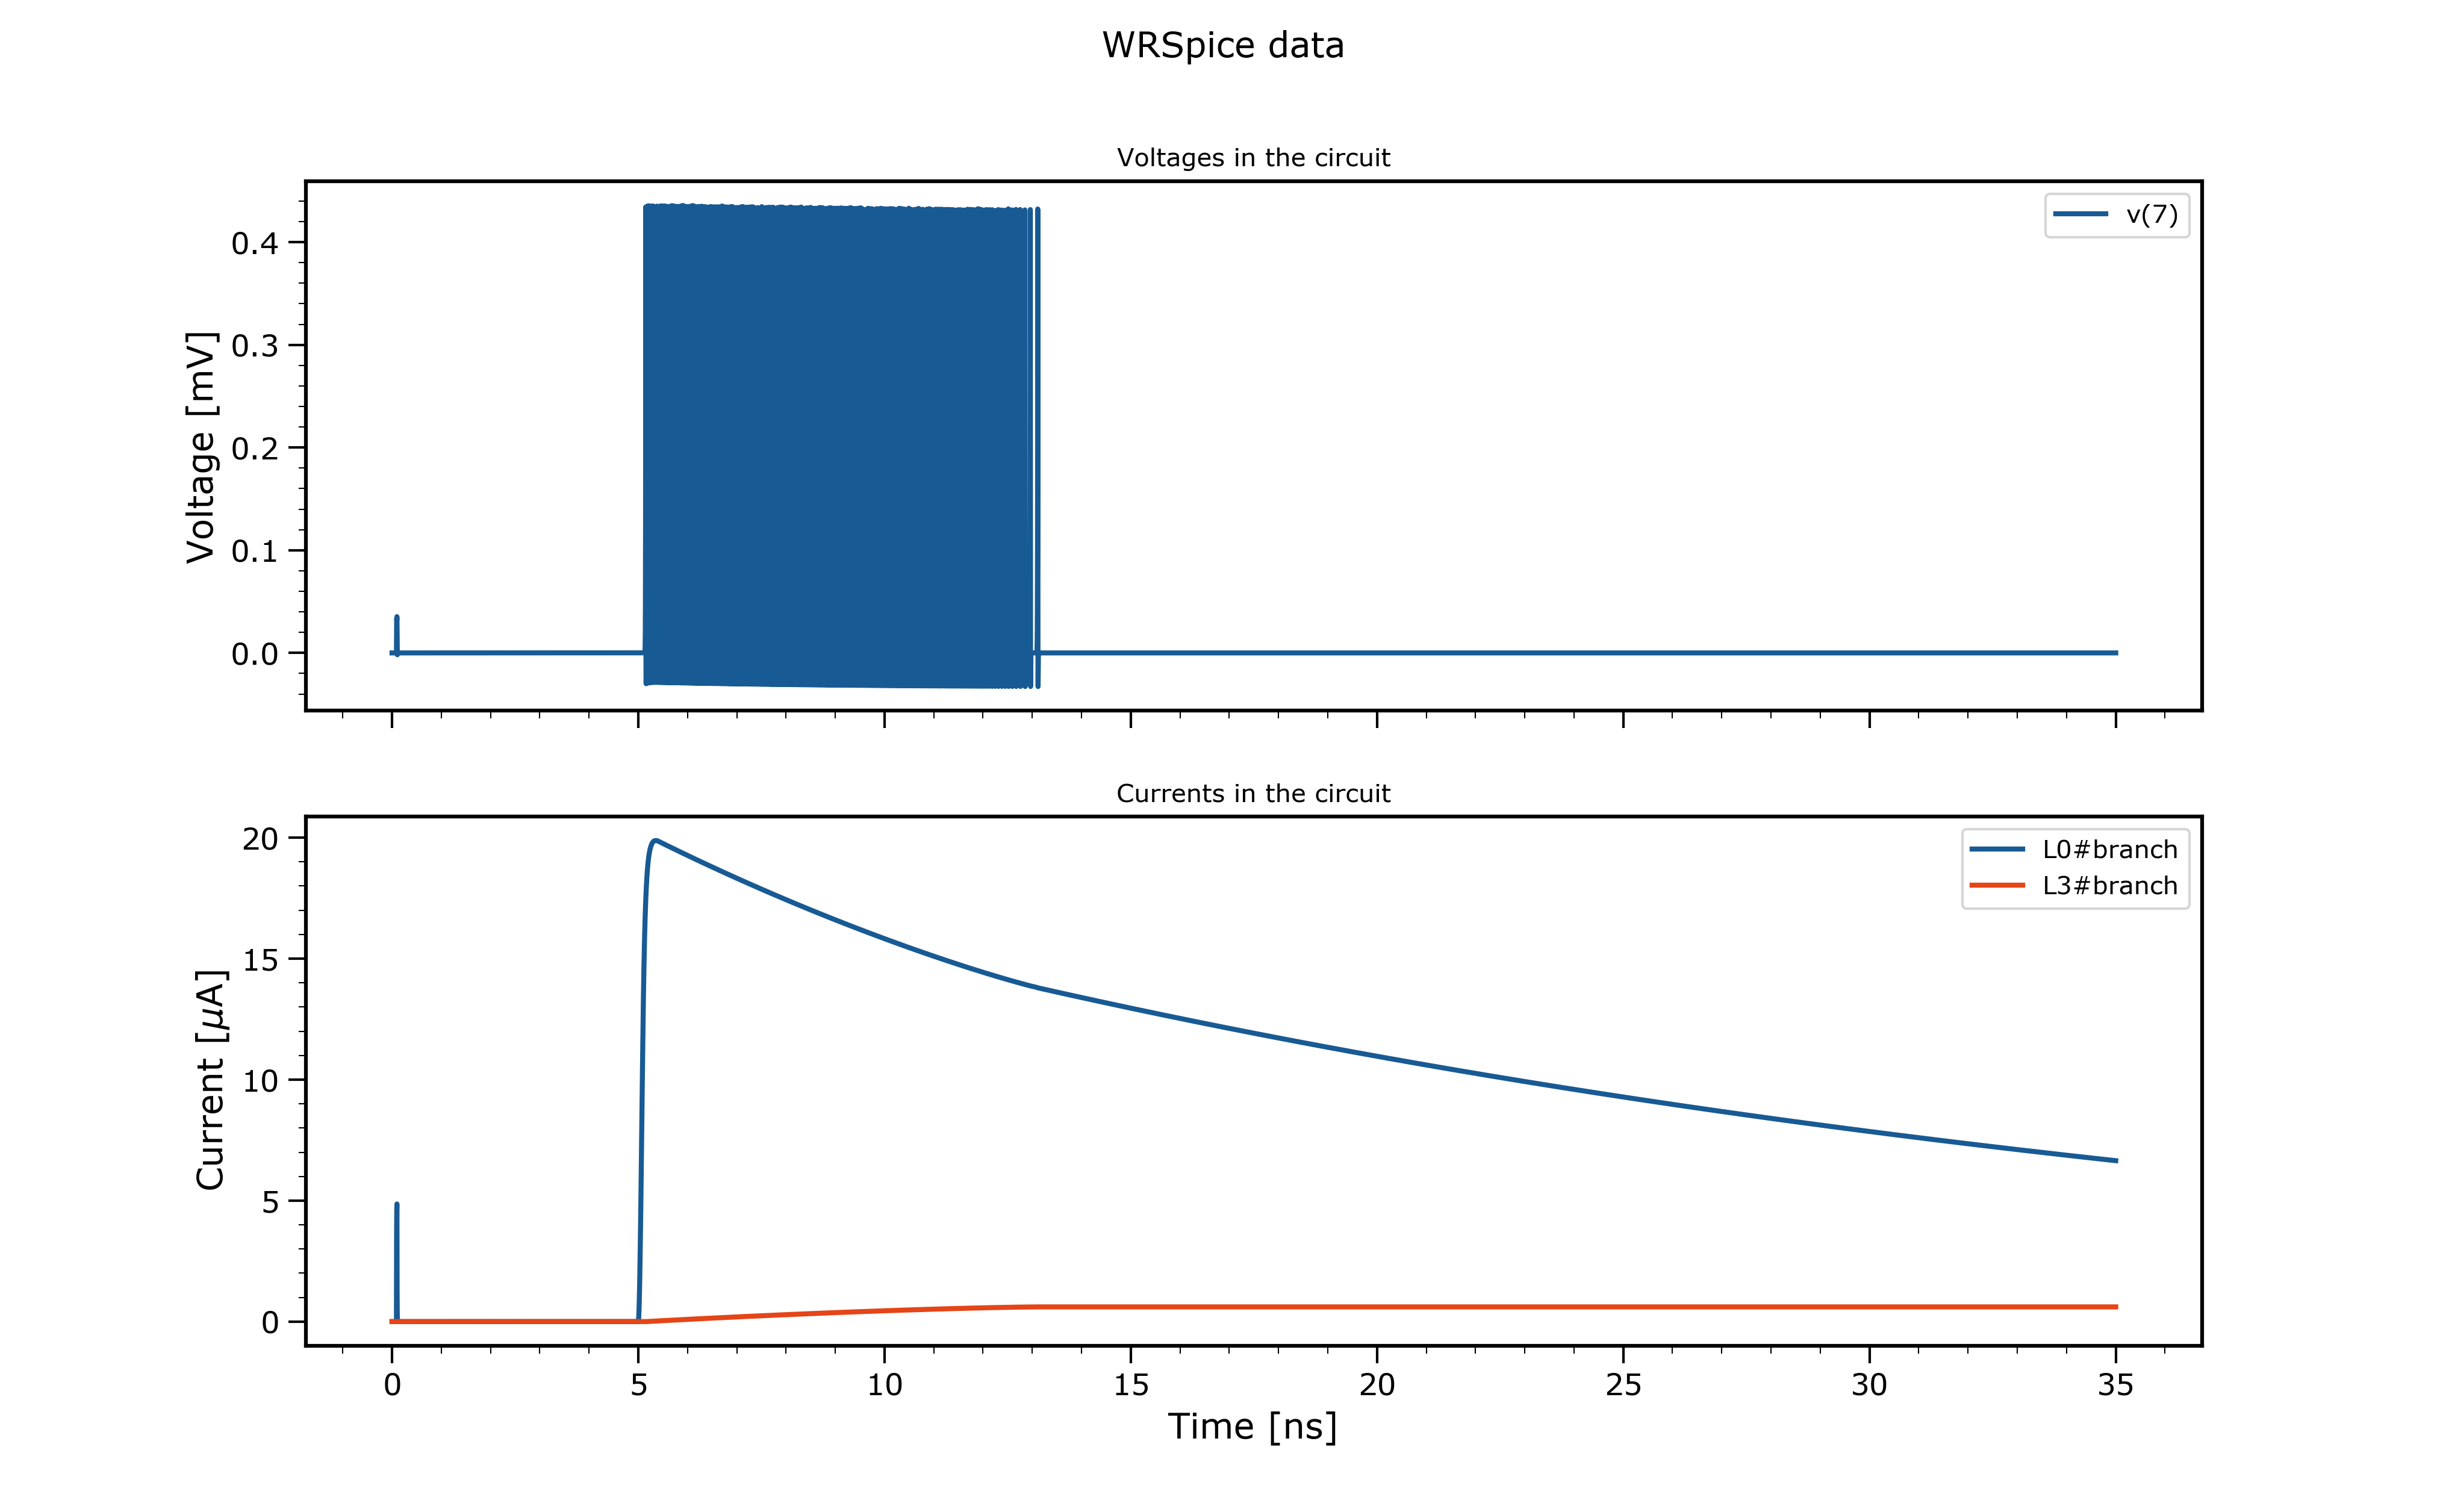 WRSpice data
Voltages in the circuit
v(7)
Voltage [mV]
0.4
0.3
0.2
0.1
0.0
Currents in the circuit
L0#branch
L3#branch
Current [μA]
20
15
10
5
0
0 5 10 15 20 25 30 35
Time [ns]